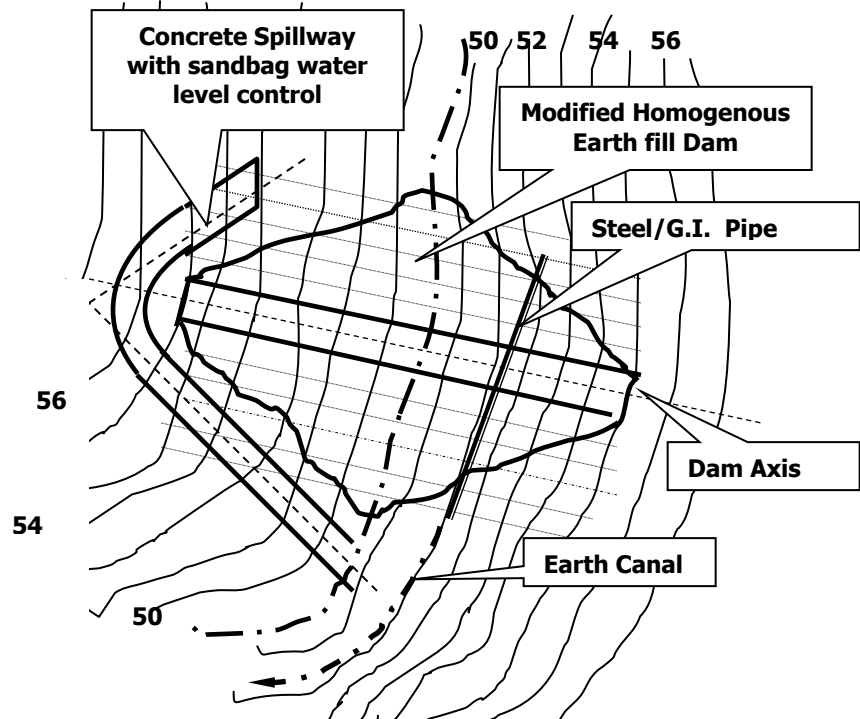 Concrete Spillway
with sandbag water
level control
50 52 54 56
Modified Homogenous
Earth fill Dam
Steel/G.I. Pipe
56
Dam Axis
54
Earth Canal
50